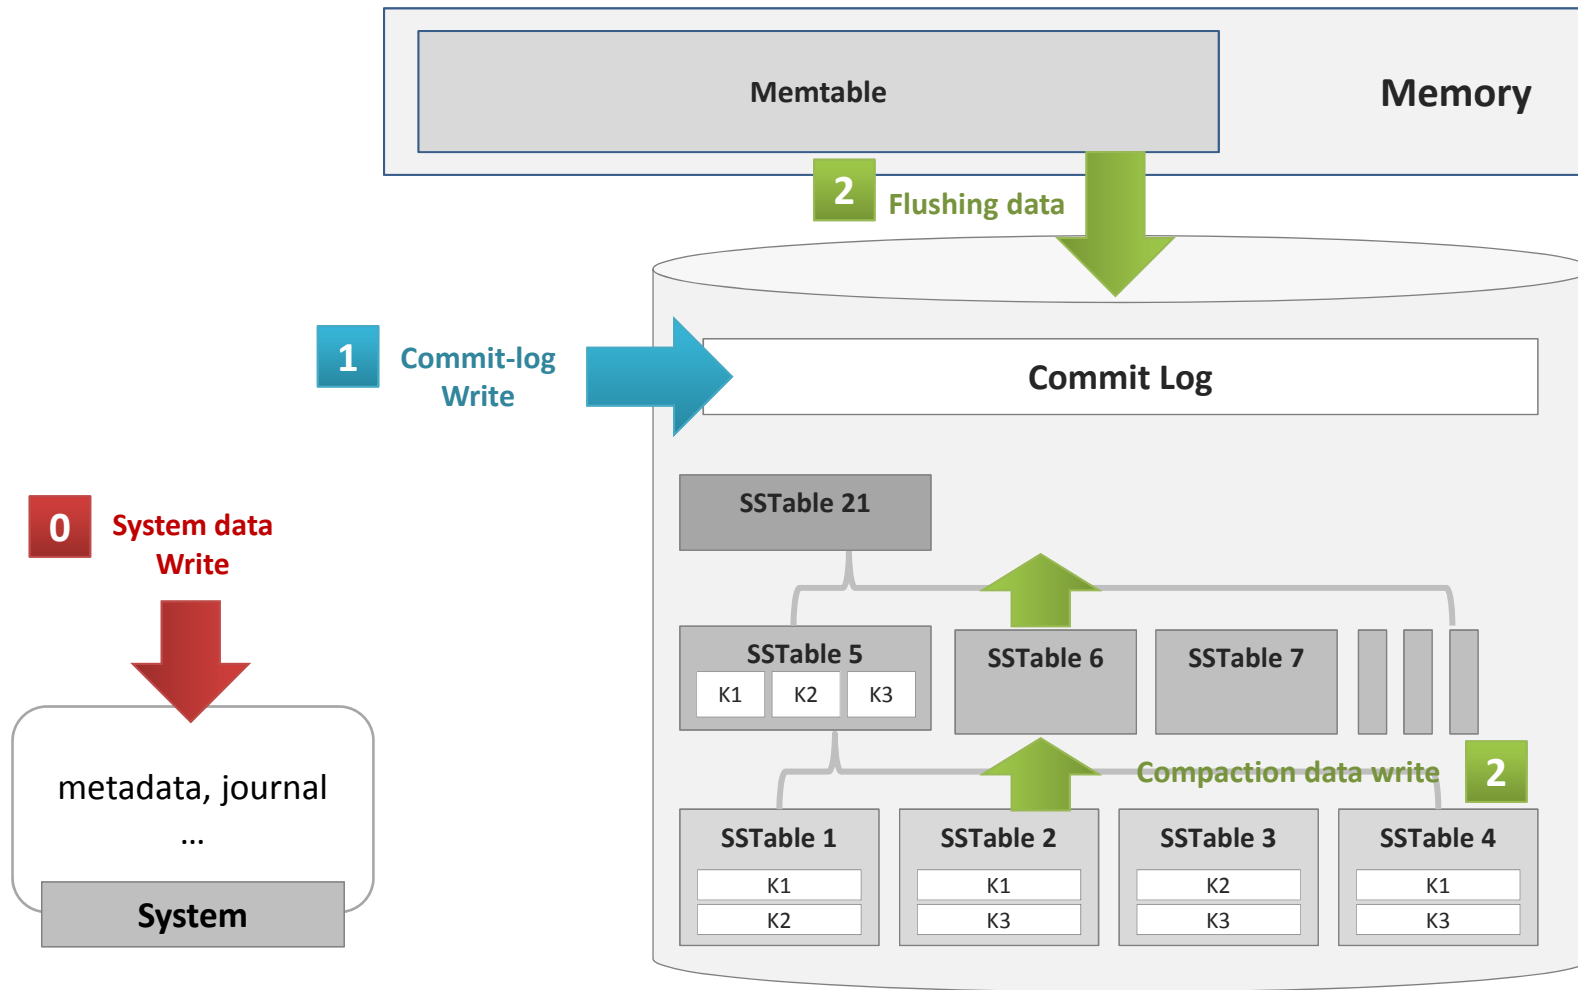 Memtable
Memory
2
Flushing data
1
Commit-log
Write
Commit Log
0
System data
Write
SSTable 21
SSTable 5
K1 K2 K3
SSTable 6
SSTable 7
metadata, journal
...
System
Compaction data write
2
SSTable 1
K1
K2
SSTable 2
K1
K3
SSTable 3
K2
K3
SSTable 4
K1
K3